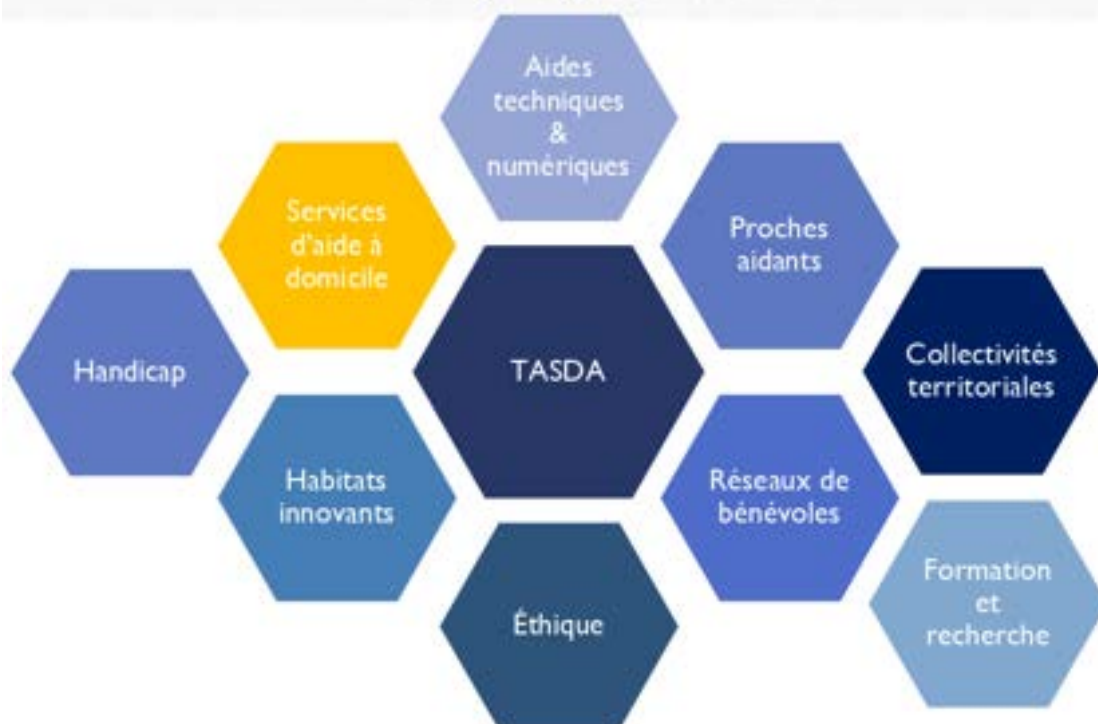 Aides
techniques
&
numériques
Services
d'aide à
domicile
Proches
aidants
Handicap
TASDA
Collectivités
territoriales
Habitats
innovants
Réseaux de
bénévoles
Éthique
Formation
et
recherche